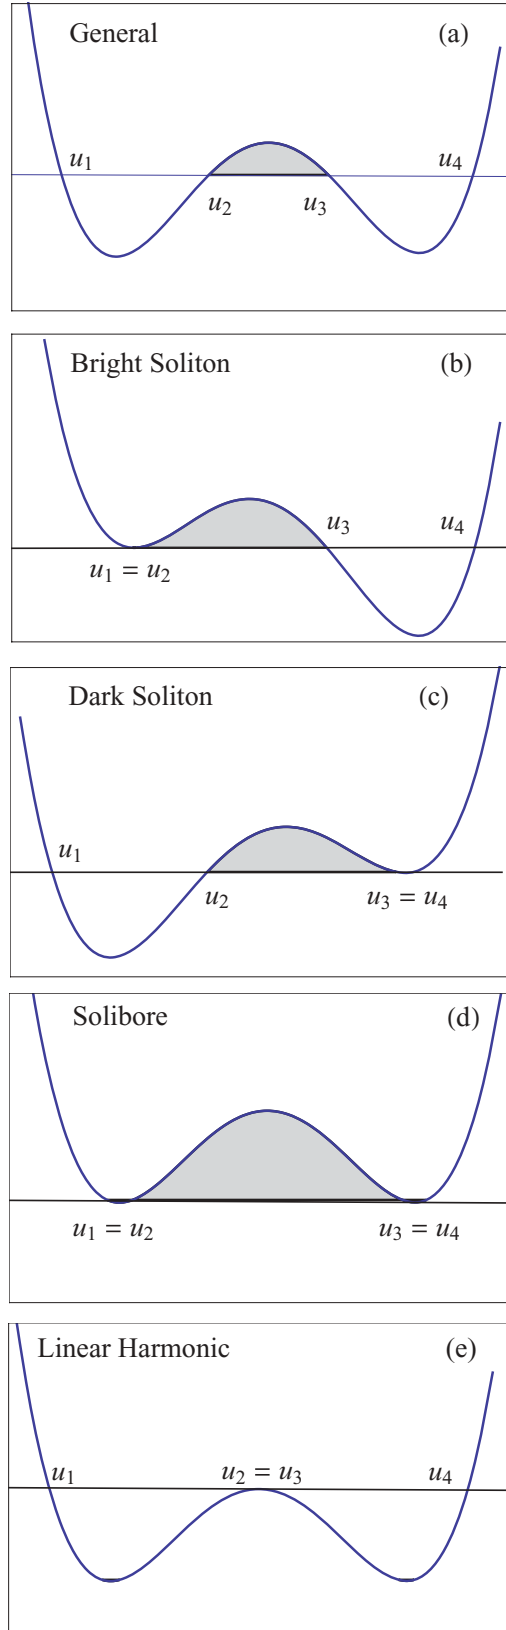 General (a)
u₁ u₄
u₂ u₃
Bright Soliton (b)
u₃ u₄
u₁ = u₂
Dark Soliton (c)
u₁
u₂ u₃ = u₄
Solibore (d)
u₁ = u₂ u₃ = u₄
Linear Harmonic (e)
u₁ u₂ = u₃ u₄